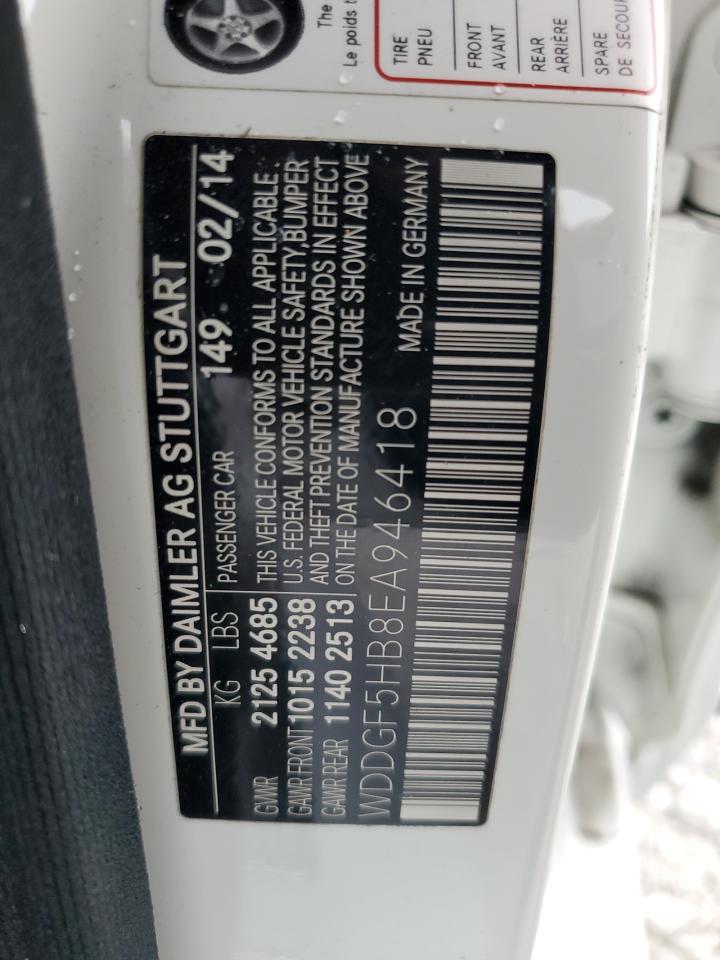 MFD BY DAIMLER AG STUTTGART
KG LBS 149 02/14
GWR 2125 4685 PASSENGER CAR
GAWR FRONT 1015 2238 THIS VEHICLE CONFORMS TO ALL APPLICABLE
GAWR REAR 1140 2513 U.S. FEDERAL MOTOR VEHICLE SAFETY, BUMPER
AND THEFT PREVENTION STANDARDS IN EFFECT
ON THE DATE OF MANUFACTURE SHOWN ABOVE
WDDGF5HB8EA946418 MADE IN GERMANY
The
Le poids
TIRE
PNEU
FRONT
AVANT
REAR
ARRIÈRE
SPARE
DE SECOUR